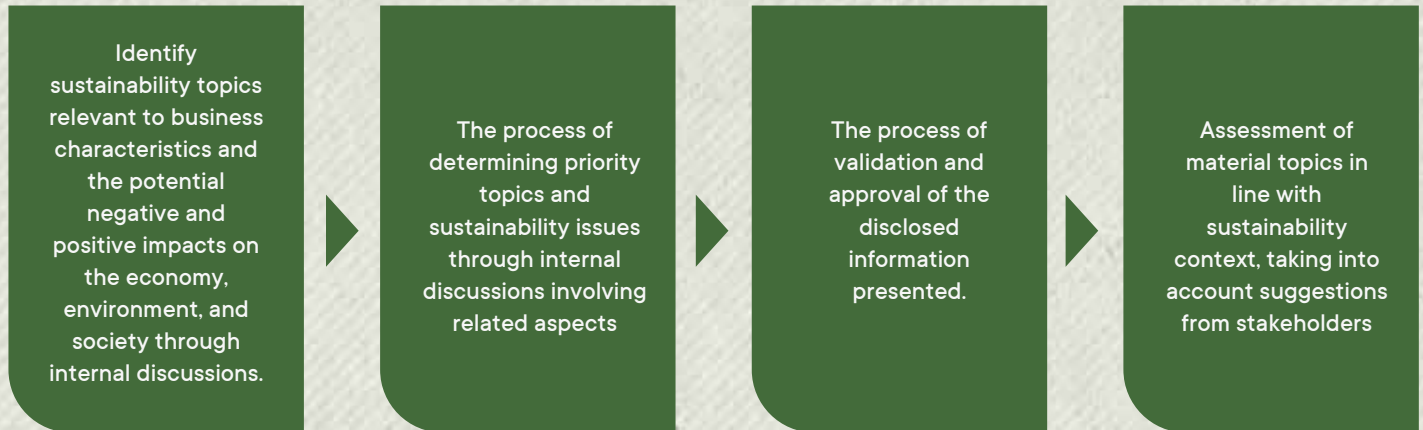 Identify
sustainability topics
relevant to business
characteristics and
the potential
negative and
positive impacts on
the economy,
environment, and
society through
internal discussions.
The process of
determining priority
topics and
sustainability issues
through internal
discussions involving
related aspects
The process of
validation and
approval of the
disclosed
information
presented.
Assessment of
material topics in
line with
sustainability
context, taking into
account suggestions
from stakeholders